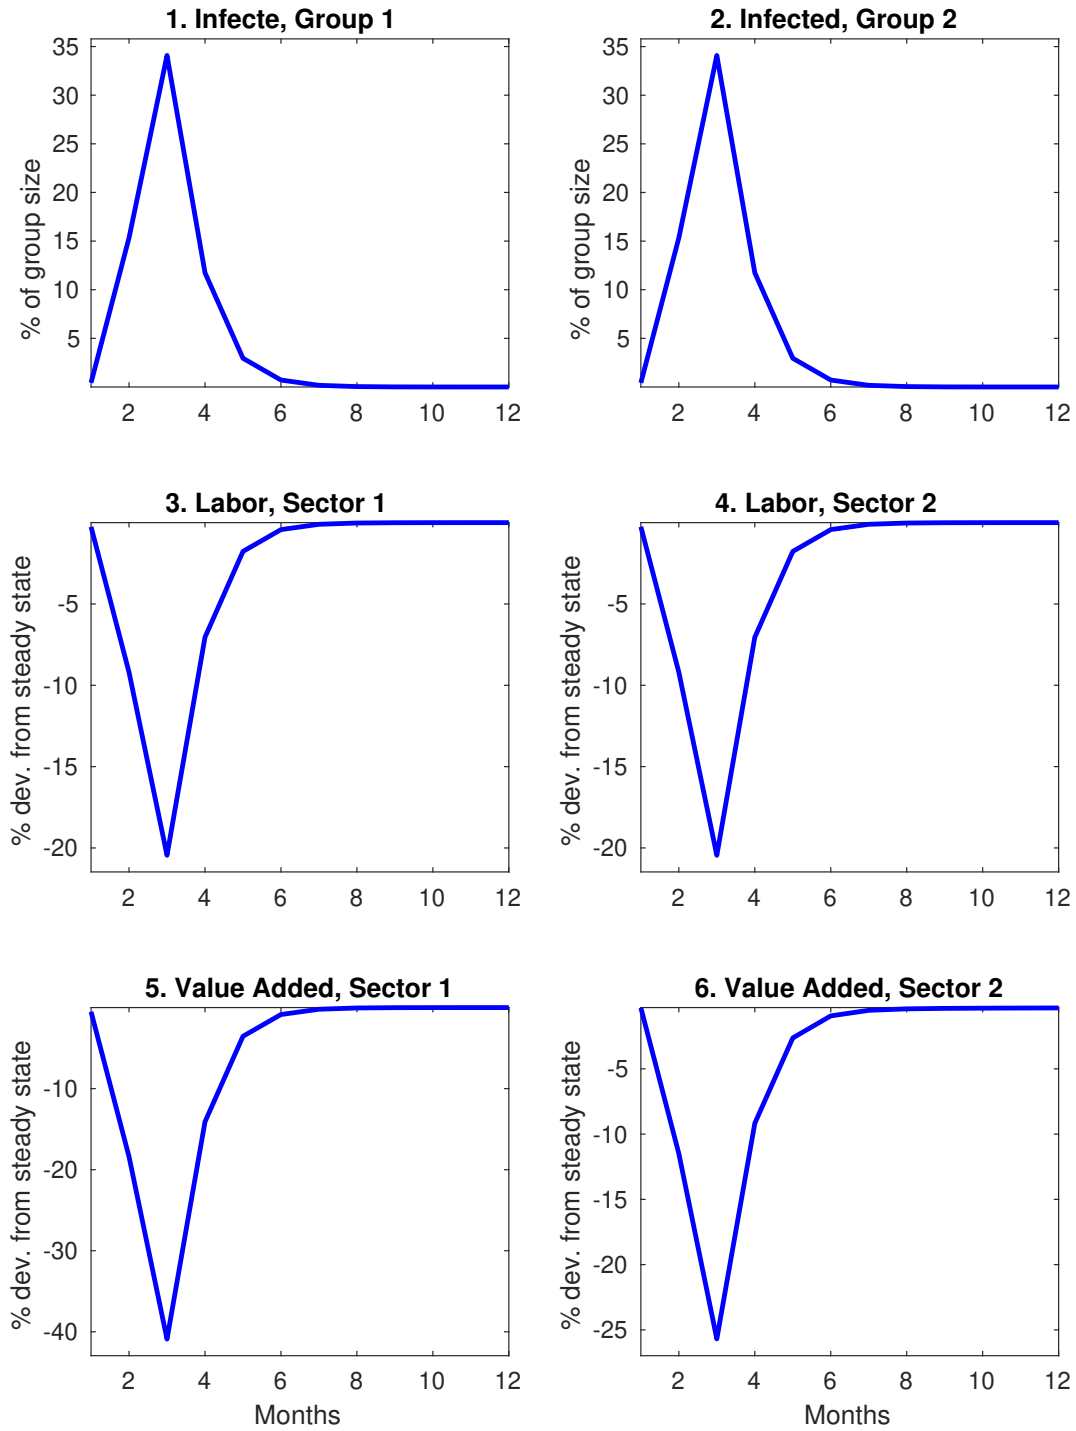 1. Infecte, Group 1
35
30
25
20
15
10
5
% of group size
2 4 6 8 10 12
2. Infected, Group 2
35
30
25
20
15
10
5
% of group size
2 4 6 8 10 12
3. Labor, Sector 1
-5
-10
-15
-20
% dev. from steady state
2 4 6 8 10 12
4. Labor, Sector 2
-5
-10
-15
-20
% dev. from steady state
2 4 6 8 10 12
5. Value Added, Sector 1
-10
-20
-30
-40
% dev. from steady state
2 4 6 8 10 12
Months
6. Value Added, Sector 2
-5
-10
-15
-20
-25
% dev. from steady state
2 4 6 8 10 12
Months